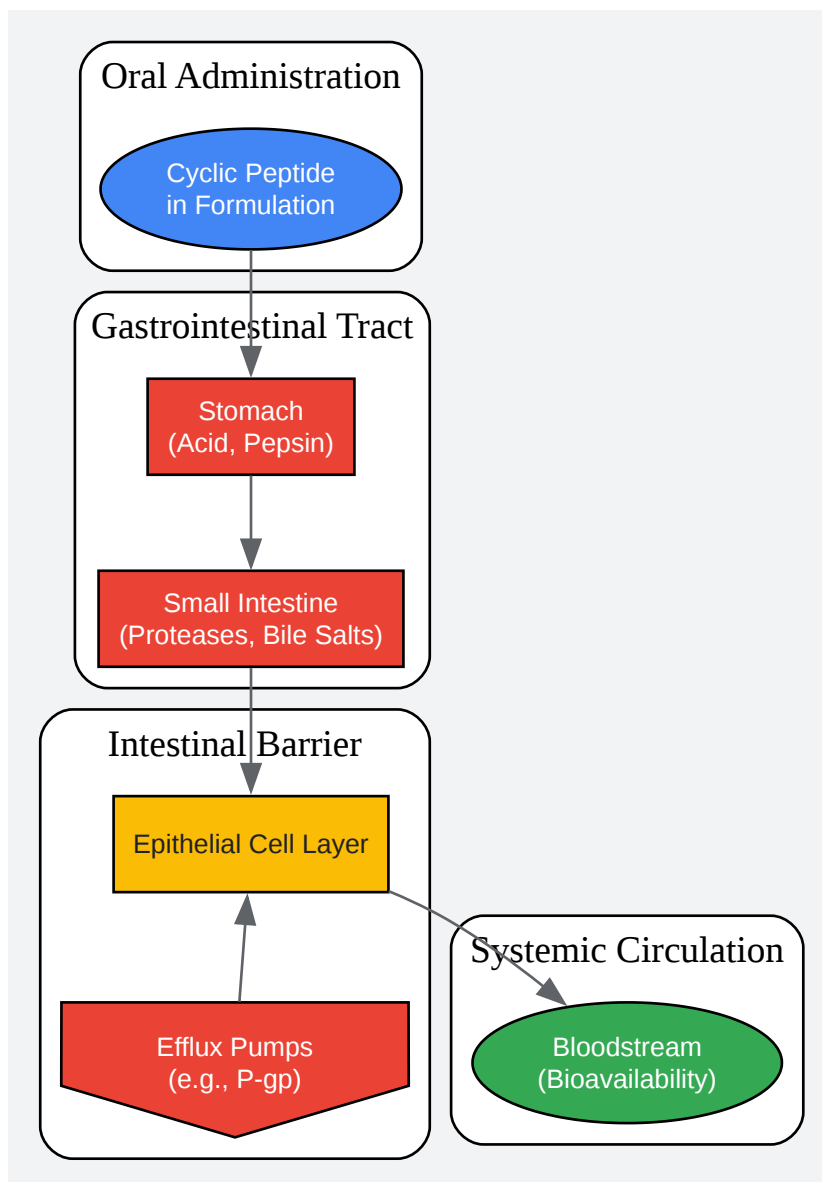 Oral Administration
Cyclic Peptide
in Formulation
Gastrointestinal Tract
Stomach
(Acid, Pepsin)
Small Intestine
(Proteases, Bile Salts)
Intestinal Barrier
Epithelial Cell Layer
Efflux Pumps
(e.g., P-gp)
Systemic Circulation
Bloodstream
(Bioavailability)